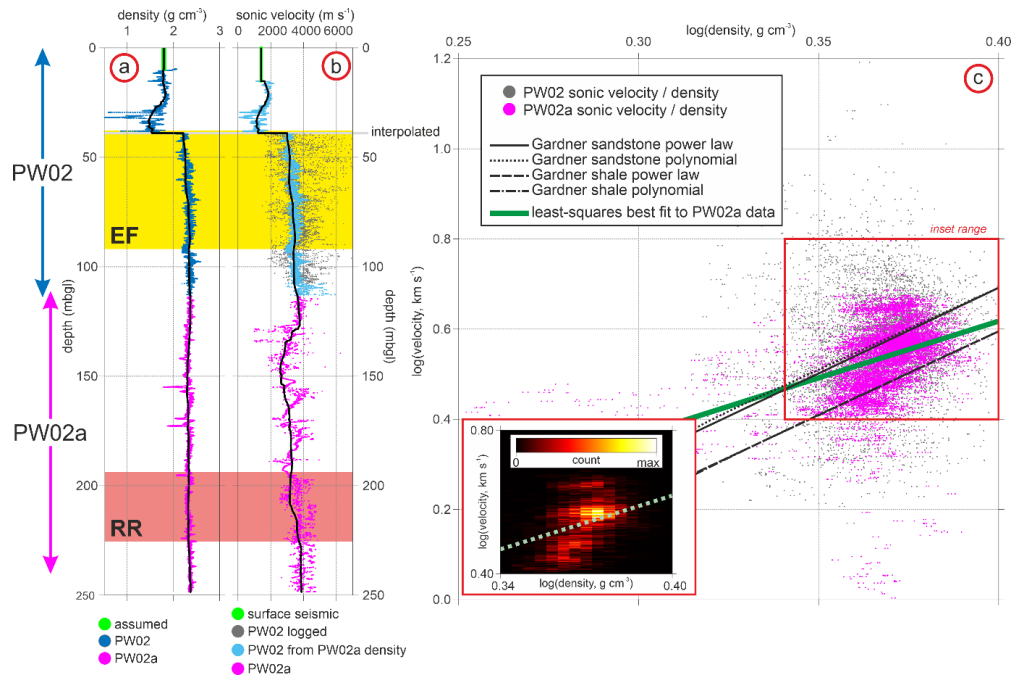 density (g cm⁻³)
1
2
3
sonic velocity (m s⁻¹)
0
2000
4000
6000
0
50
100
150
200
250
depth (mbgl)
PW02
PW02a
a
EF
RR
b
0
interpolated
50
100
150
200
250
depth (mbgl)
assumed
PW02
PW02a
surface seismic
PW02 logged
PW02 from PW02a density
PW02a
log(density, g cm⁻³)
0.25
0.30
0.35
0.40
c
1.2
1.0
0.8
0.6
0.4
0.2
0.0
log(velocity, km s⁻¹)
PW02 sonic velocity / density
PW02a sonic velocity / density
Gardner sandstone power law
Gardner sandstone polynomial
Gardner shale power law
Gardner shale polynomial
least-squares best fit to PW02a data
inset range
0.80
0
count
max
log(velocity, km s⁻¹)
0.40
0.34
0.40
log(density, g cm⁻³)